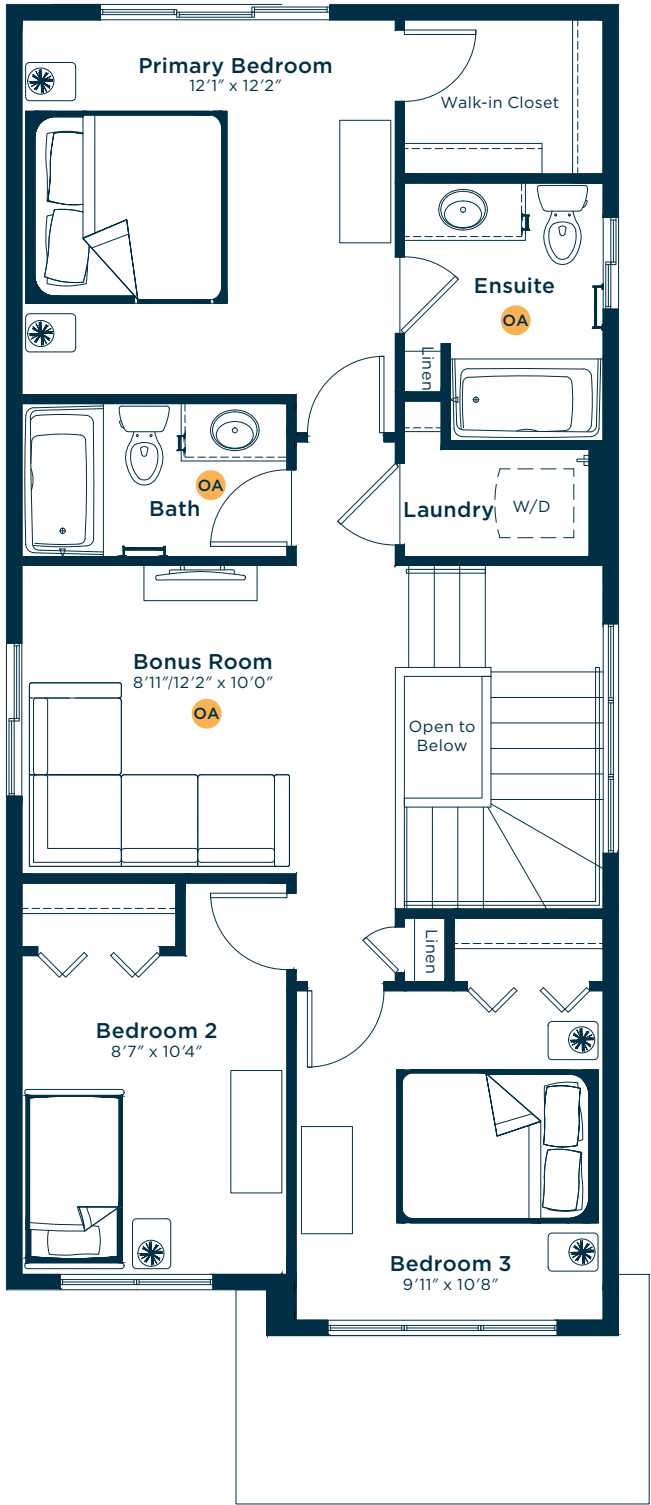 Primary Bedroom
12′1″ x 12′2″
Walk-in Closet
Ensuite
OA
Linen
OA
Bath
Laundry
W/D
Bonus Room
8′11″/12′2″ x 10′0″
OA
Open to
Below
Linen
Bedroom 2
8′7″ x 10′4″
Bedroom 3
9′11″ x 10′8″